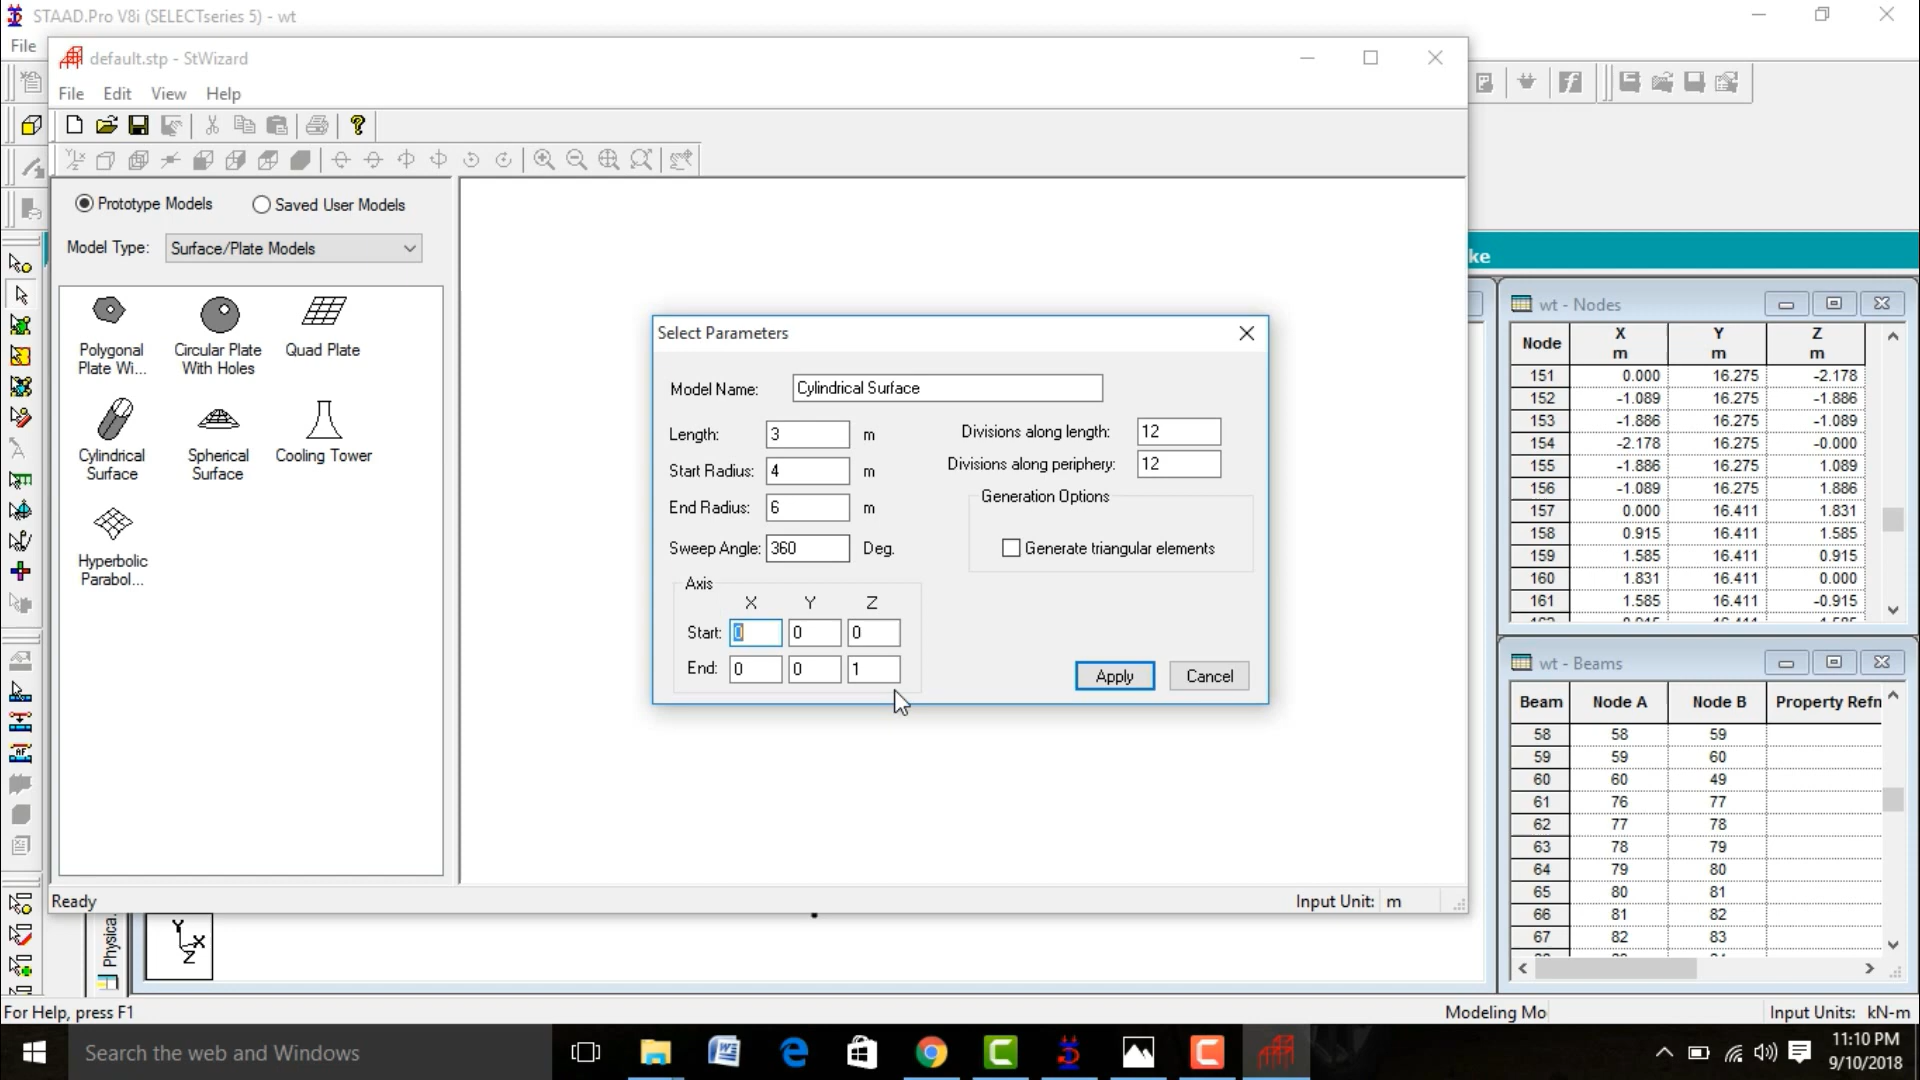 STAAD.Pro V8i (SELECTseries 5) - wt
File
default.stp - StWizard
File Edit View Help
Prototype Models Saved User Models
Model Type: Surface/Plate Models
Polygonal Plate Wi...
Circular Plate With Holes
Quad Plate
Cylindrical Surface
Spherical Surface
Cooling Tower
Hyperbolic Parabol...
Select Parameters
Model Name: Cylindrical Surface
Length: 3 m
Divisions along length: 12
Start Radius: 4 m
Divisions along periphery: 12
End Radius: 6 m
Generation Options
Sweep Angle: 360 Deg.
Generate triangular elements
Axis
X Y Z
Start: 0 0 0
End: 0 0 1
Apply Cancel
Ready
Input Unit: m
ke
wt - Nodes
Node X m Y m Z m
151 0.000 16.275 -2.178
152 -1.089 16.275 -1.886
153 -1.886 16.275 -1.089
154 -2.178 16.275 -0.000
155 -1.886 16.275 1.089
156 -1.089 16.275 1.886
157 0.000 16.411 1.831
158 0.915 16.411 1.585
159 1.585 16.411 0.915
160 1.831 16.411 0.000
161 1.585 16.411 -0.915
wt - Beams
Beam Node A Node B Property Refn
58 58 59
59 59 60
60 60 49
61 76 77
62 77 78
63 78 79
64 79 80
65 80 81
66 81 82
67 82 83
Physica
Y
X
Z
For Help, press F1
Modeling Mo
Input Units: kN-m
Search the web and Windows
11:10 PM
9/10/2018